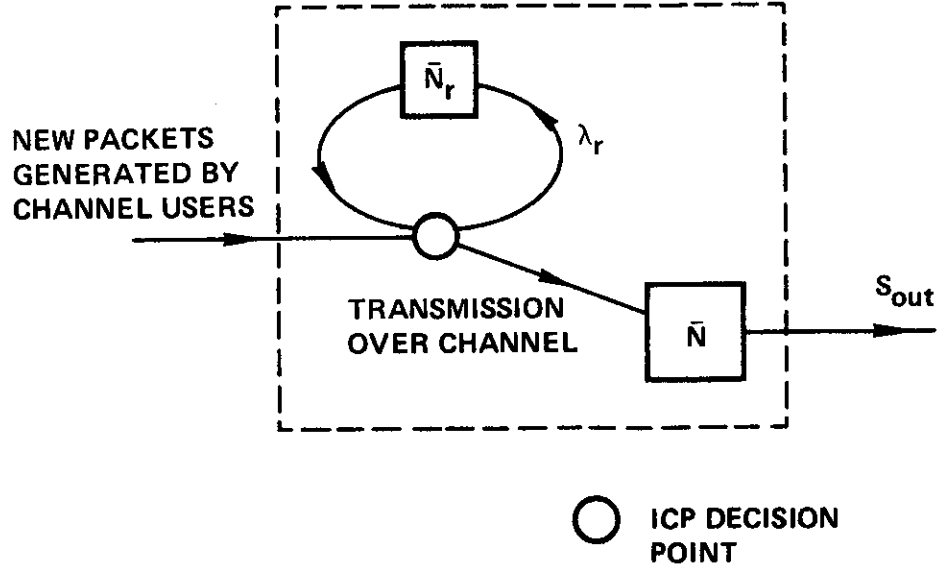 N̄r
λr
NEW PACKETS
GENERATED BY
CHANNEL USERS
TRANSMISSION
OVER CHANNEL
N̄
Sout
ICP DECISION
POINT